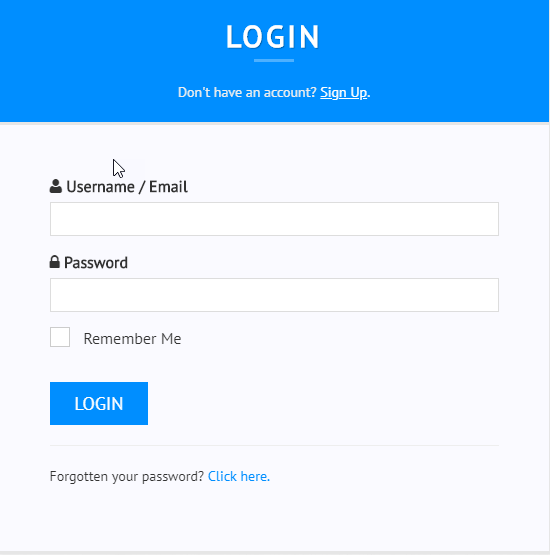 LOGIN
Don't have an account? Sign Up.
Username / Email
Password
Remember Me
LOGIN
Forgotten your password? Click here.